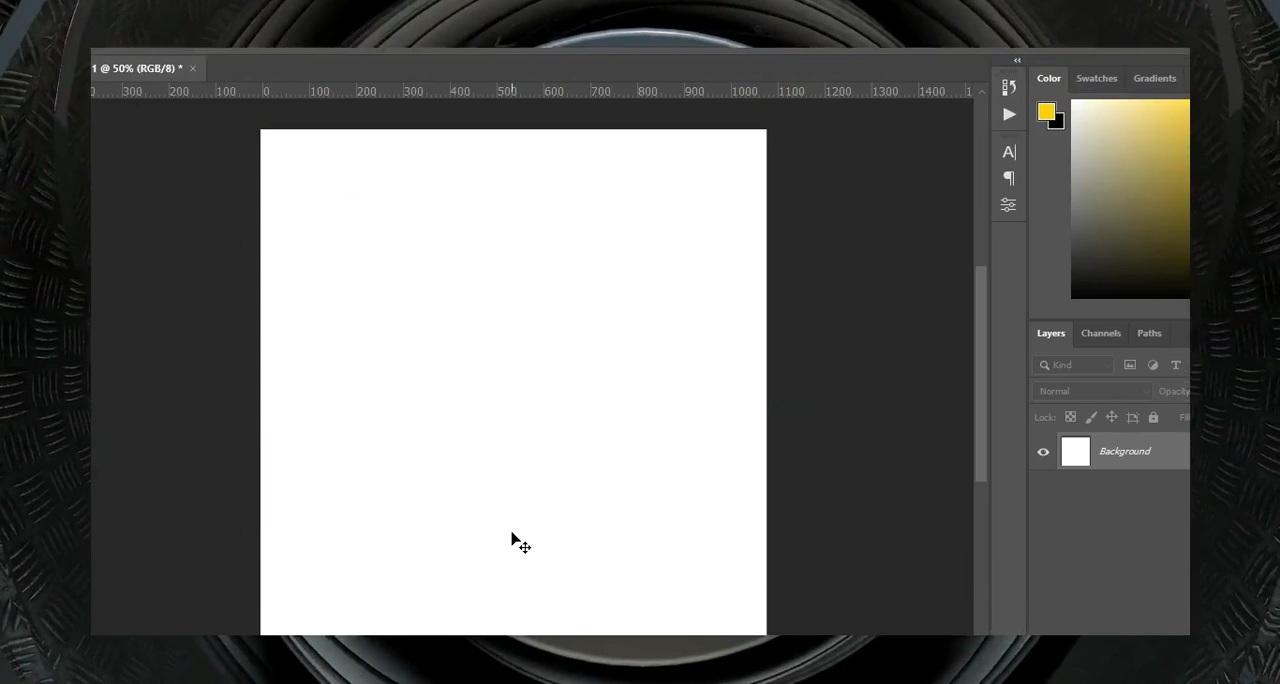 1 @ 50% (RGB/8) * ×
300 200 100 0 100 200 300 400 500 600 700 800 900 1000 1100 1200 1300 1400 1
Color Swatches Gradients
Layers Channels Paths
Kind
Normal Opacity
Lock: Fil
Background